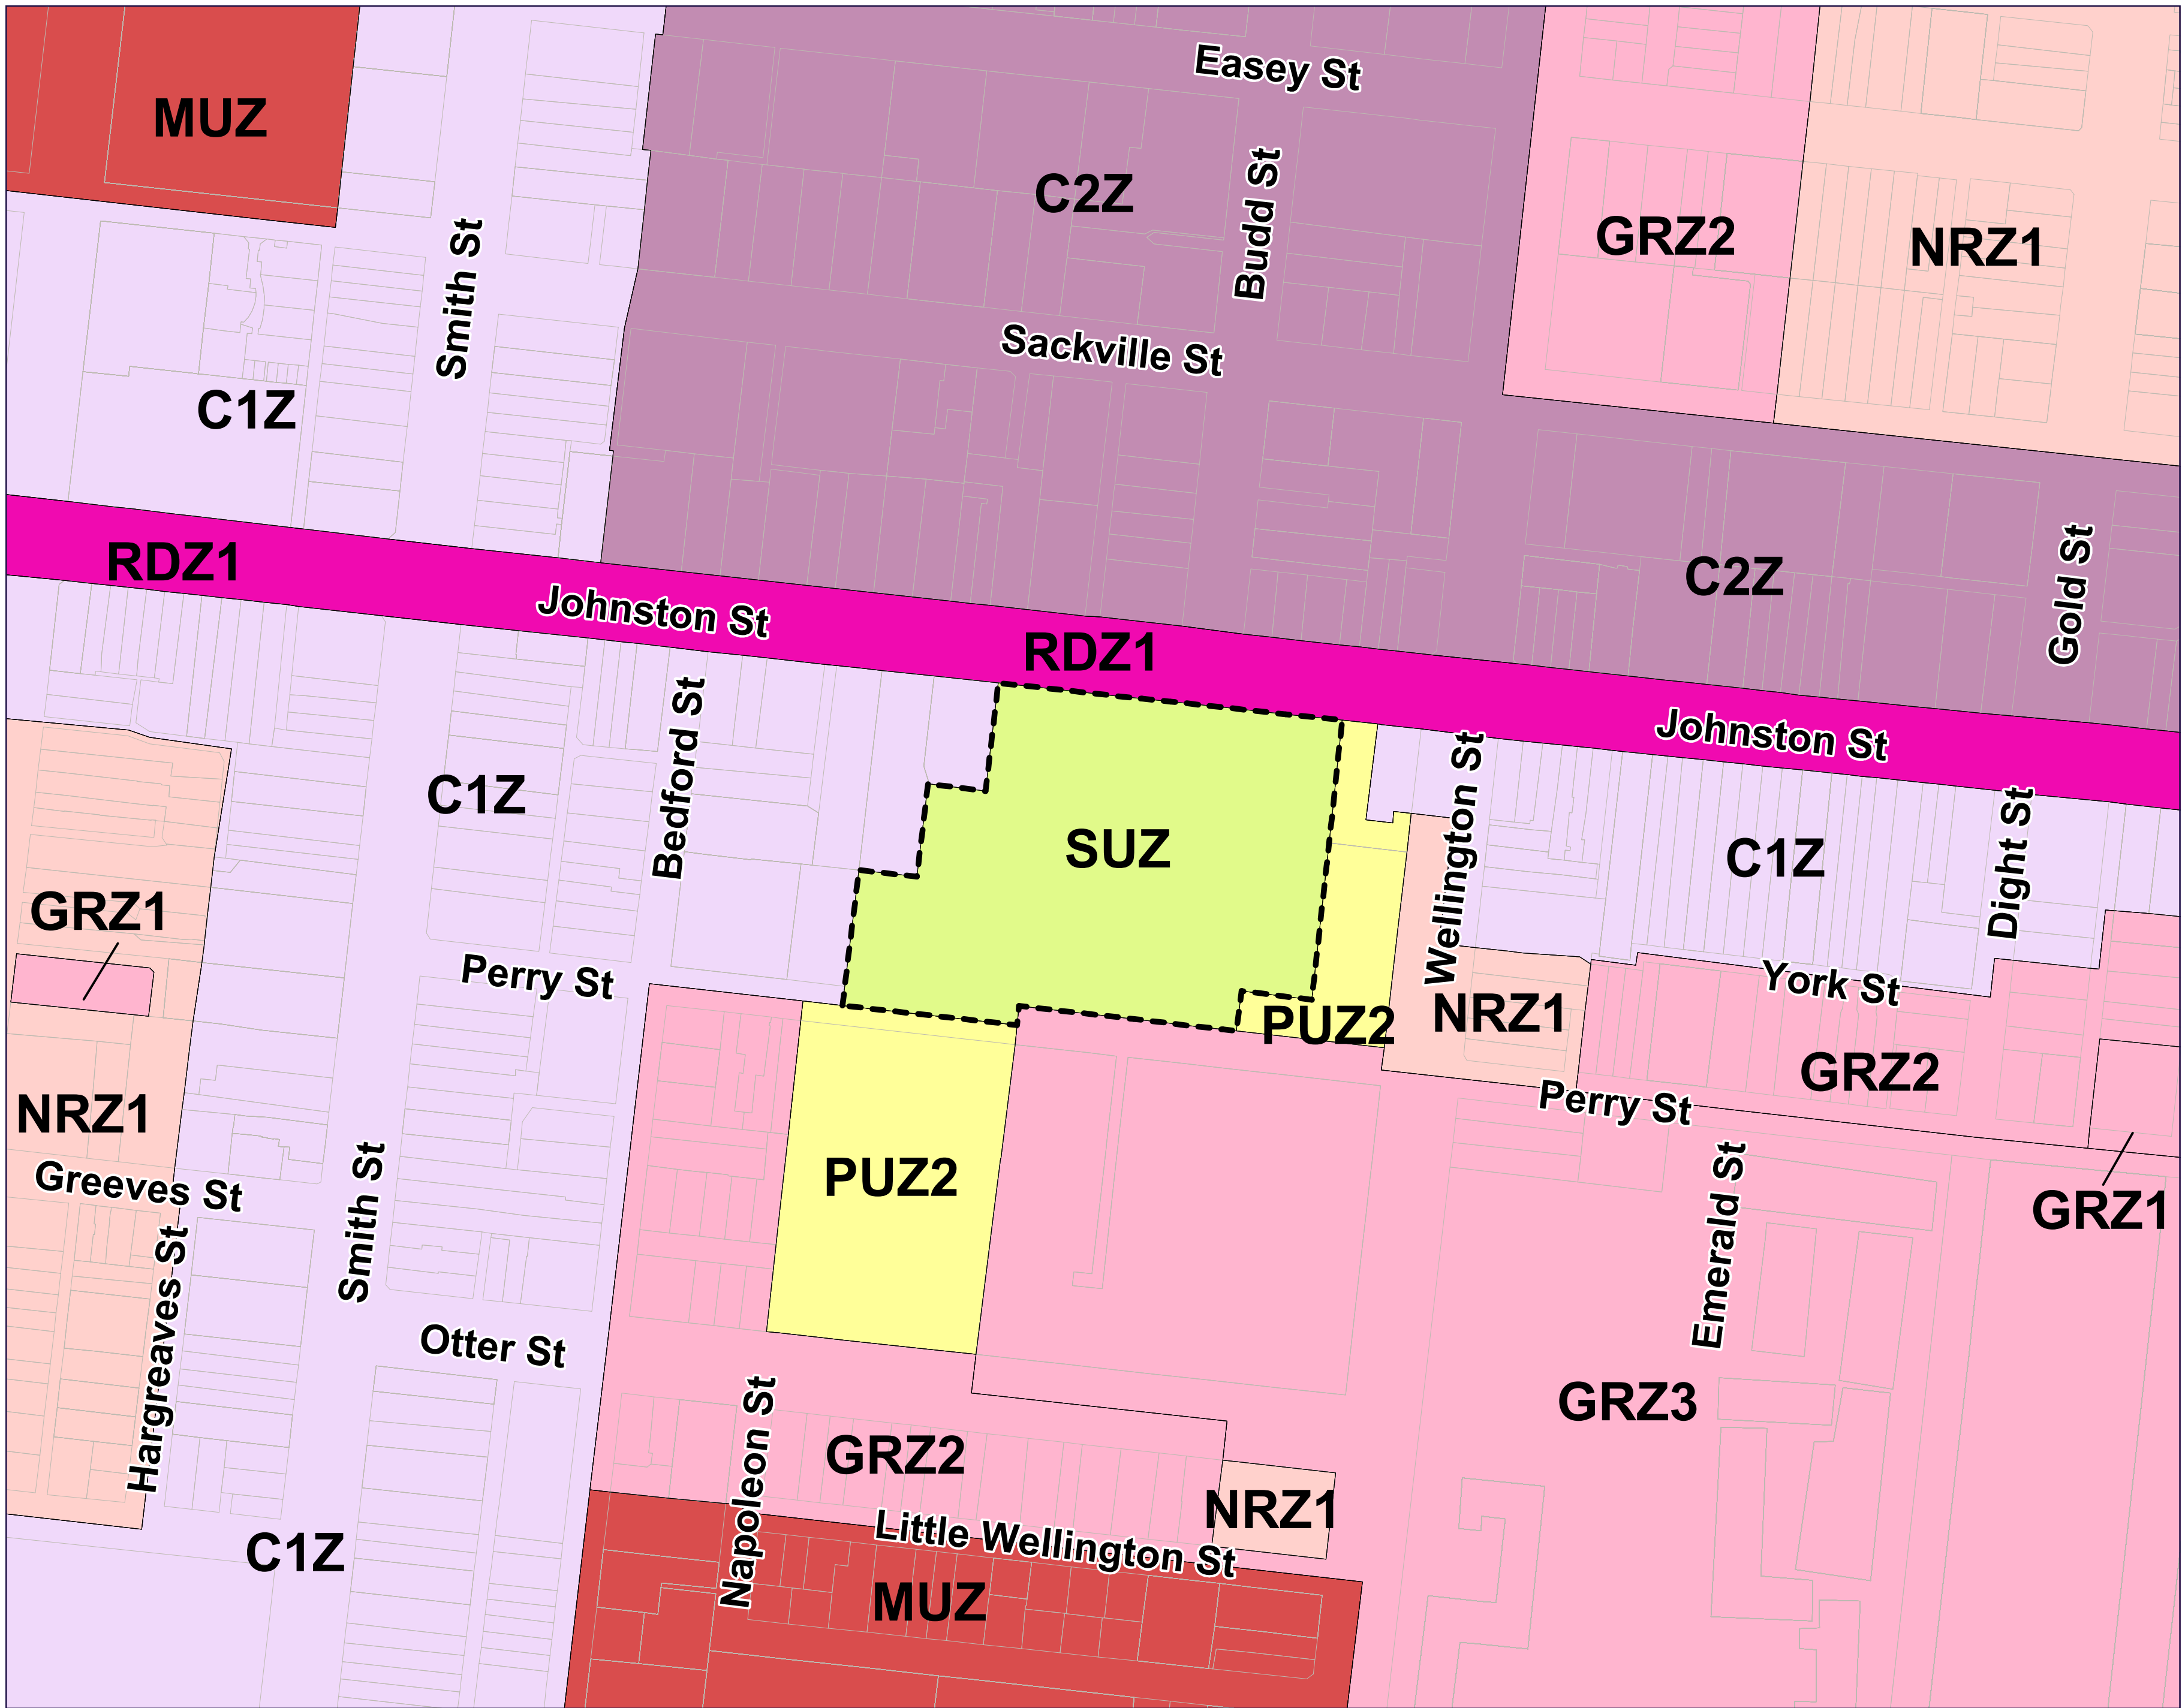 Easey St
MUZ
C2Z
Budd St
GRZ2
NRZ1
Smith St
Sackville St
C1Z
RDZ1
C2Z
Gold St
Johnston St
RDZ1
Johnston St
Bedford St
C1Z
SUZ
Wellington St
C1Z
Dight St
GRZ1
Perry St
York St
PUZ2
NRZ1
GRZ2
NRZ1
Perry St
PUZ2
Greeves St
Smith St
Emerald St
GRZ1
Hargreaves St
Otter St
GRZ3
Napoleon St
GRZ2
NRZ1
Little Wellington St
C1Z
MUZ